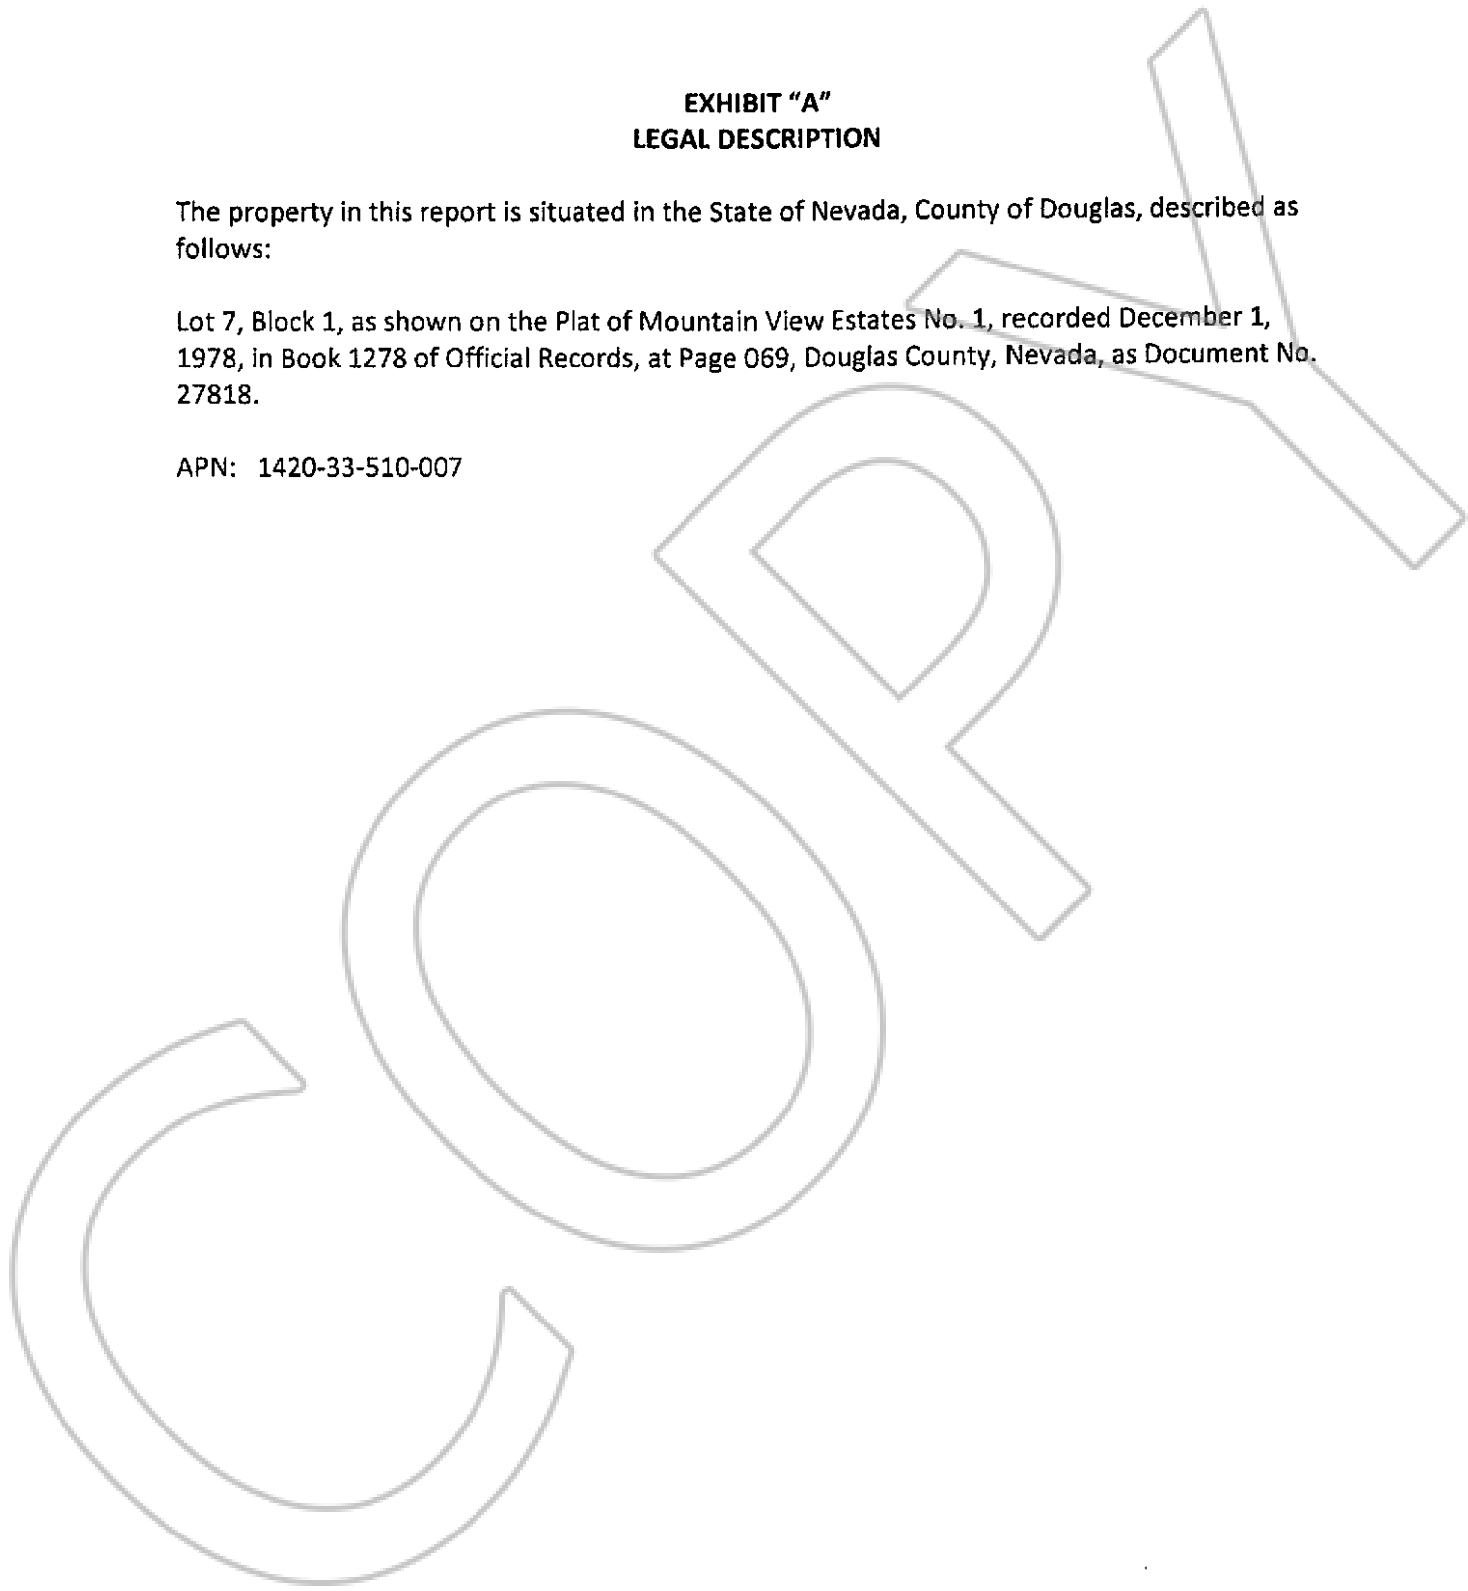 EXHIBIT “A”
LEGAL DESCRIPTION
The property in this report is situated in the State of Nevada, County of Douglas, described as
follows:
Lot 7, Block 1, as shown on the Plat of Mountain View Estates No. 1, recorded December 1,
1978, in Book 1278 of Official Records, at Page 069, Douglas County, Nevada, as Document No.
27818.
APN: 1420-33-510-007
COPY